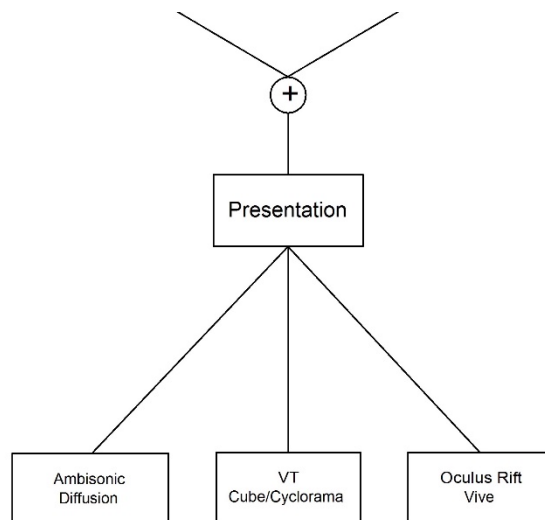 +
Presentation
Ambisonic
Diffusion
VT
Cube/Cyclorama
Oculus Rift
Vive